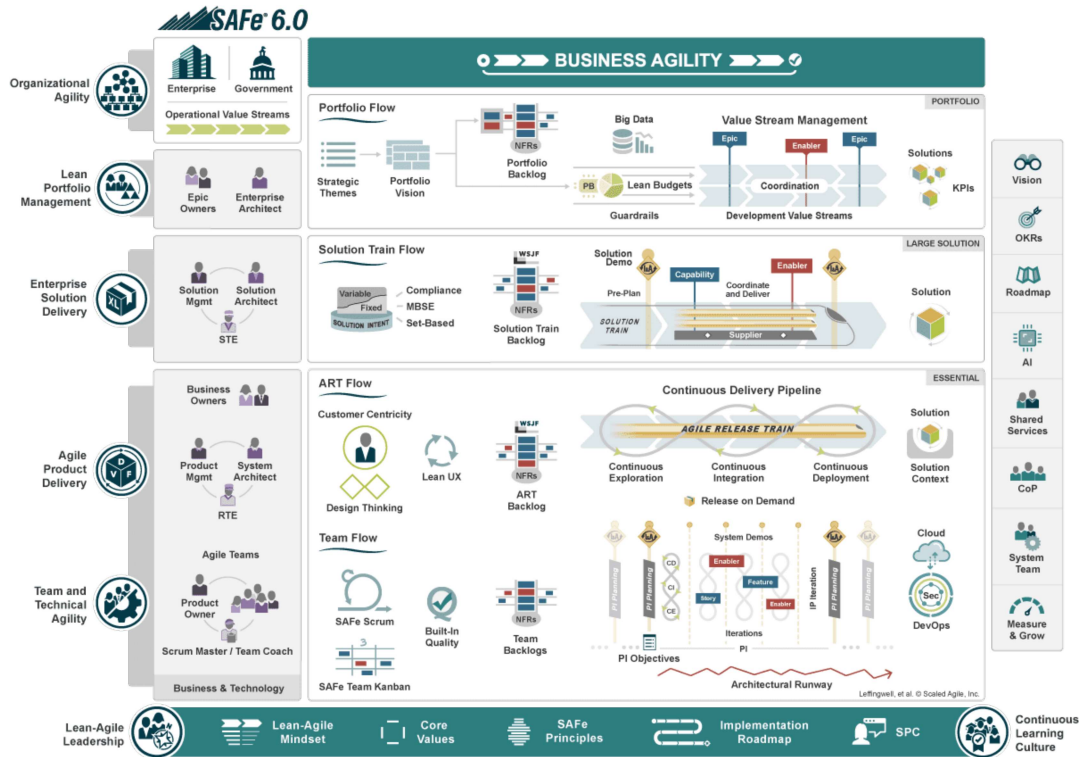 SAFe® 6.0
BUSINESS AGILITY
Organizational
Agility
Enterprise
Government
Operational Value Streams
Lean
Portfolio
Management
Epic
Owners
Enterprise
Architect
PORTFOLIO
Portfolio Flow
Strategic
Themes
Portfolio
Vision
NFRs
Portfolio
Backlog
Big Data
PB
Lean Budgets
Guardrails
Value Stream Management
Epic
Enabler
Epic
Coordination
Development Value Streams
Solutions
KPIs
Enterprise
Solution
Delivery
XL
Solution
Mgmt
Solution
Architect
STE
LARGE SOLUTION
Solution Train Flow
Variable
Fixed
SOLUTION INTENT
Compliance
MBSE
Set-Based
WSJF
NFRs
Solution Train
Backlog
Solution
Demo
Pre-Plan
Capability
Coordinate
and Deliver
Enabler
SOLUTION
TRAIN
Supplier
Solution
Agile
Product
Delivery
D
V F
Business
Owners
Product
Mgmt
System
Architect
RTE
ESSENTIAL
ART Flow
Customer Centricity
Design Thinking
Lean UX
WSJF
NFRs
ART
Backlog
Continuous Delivery Pipeline
AGILE RELEASE TRAIN
Continuous
Exploration
Continuous
Integration
Continuous
Deployment
Release on Demand
Solution
Solution
Context
Team and
Technical
Agility
Agile Teams
Product
Owner
Scrum Master / Team Coach
Business & Technology
Team Flow
SAFe Scrum
3
SAFe Team Kanban
Built-In
Quality
NFRs
Team
Backlogs
PI Planning
PI Planning
CD
CI
CE
System Demos
Enabler
Story
Feature
Enabler
Iterations
IP Iteration
PI Planning
PI Planning
PI
PI Objectives
Architectural Runway
Cloud
Sec
DevOps
Leffingwell, et al. © Scaled Agile, Inc.
Vision
OKRs
Roadmap
AI
Shared
Services
CoP
System
Team
Measure
& Grow
Lean-Agile
Leadership
Lean-Agile
Mindset
Core
Values
SAFe
Principles
Implementation
Roadmap
SPC
Continuous
Learning
Culture